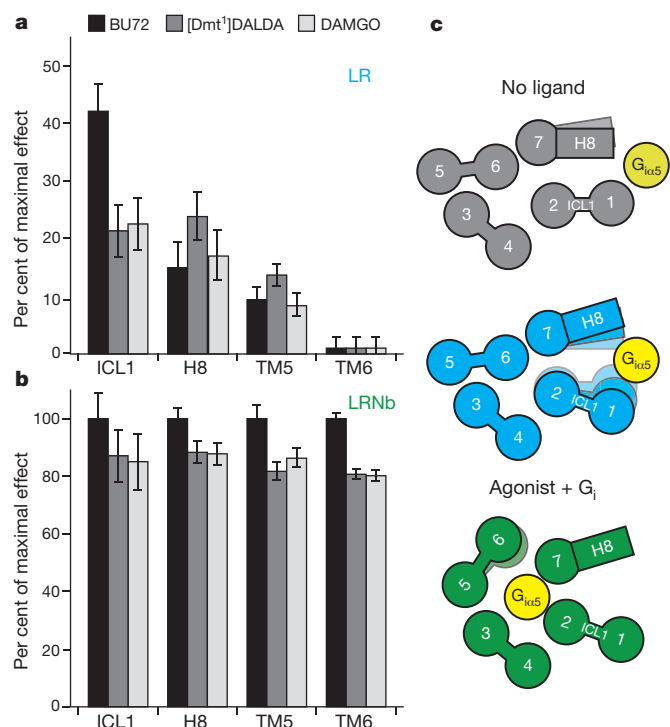 a
BU72 [Dmt1]DALDA DAMGO
LR
Per cent of maximal effect
50
40
30
20
10
0
ICL1 H8 TM5 TM6
b
LRNb
Per cent of maximal effect
100
80
60
40
20
0
ICL1 H8 TM5 TM6
c
No ligand
7 H8
5 6 Giα5
3 2 ICL1 1
4
7 H8
5 6 Giα5
3 2 ICL1 1
4
Agonist + Gi
6 7 H8
5 Giα5
3 2 ICL1 1
4